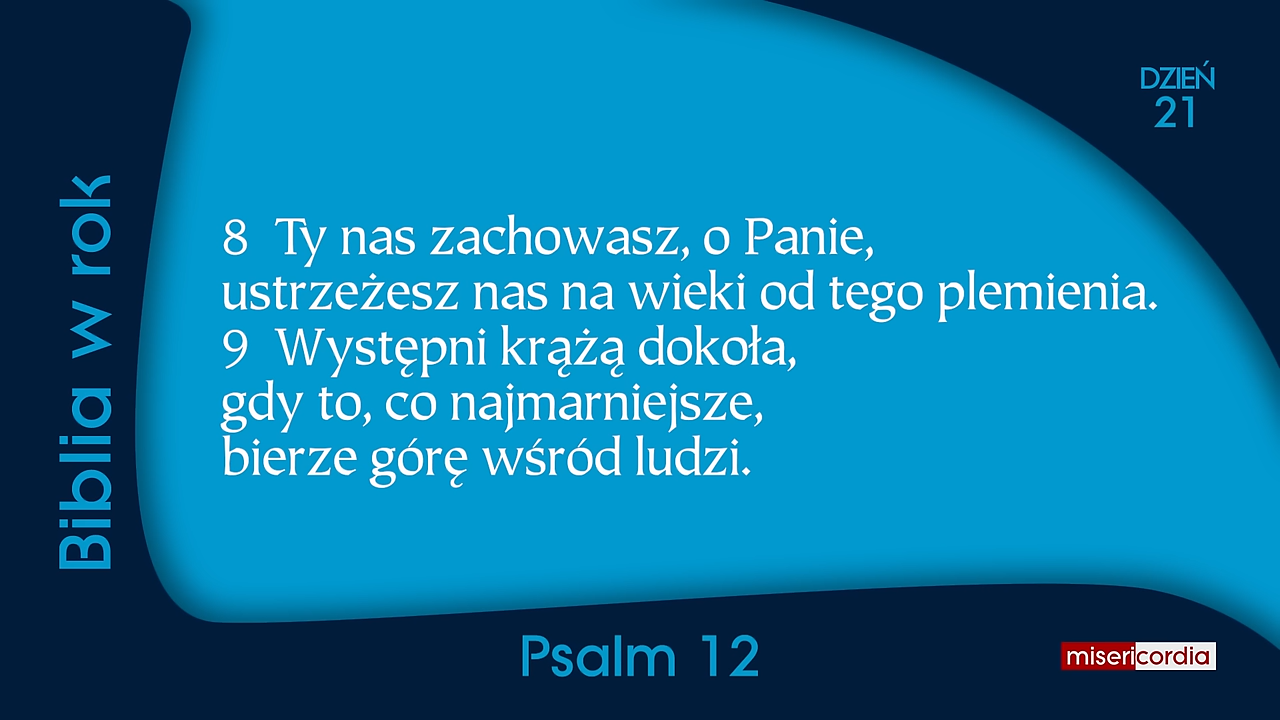 DZIEŃ
21
Biblia w rok
8 Ty nas zachowasz, o Panie,
ustrzeżesz nas na wieki od tego plemienia.
9 Występni krążą dokoła,
gdy to, co najmarniejsze,
bierze górę wśród ludzi.
Psalm 12
misericordia